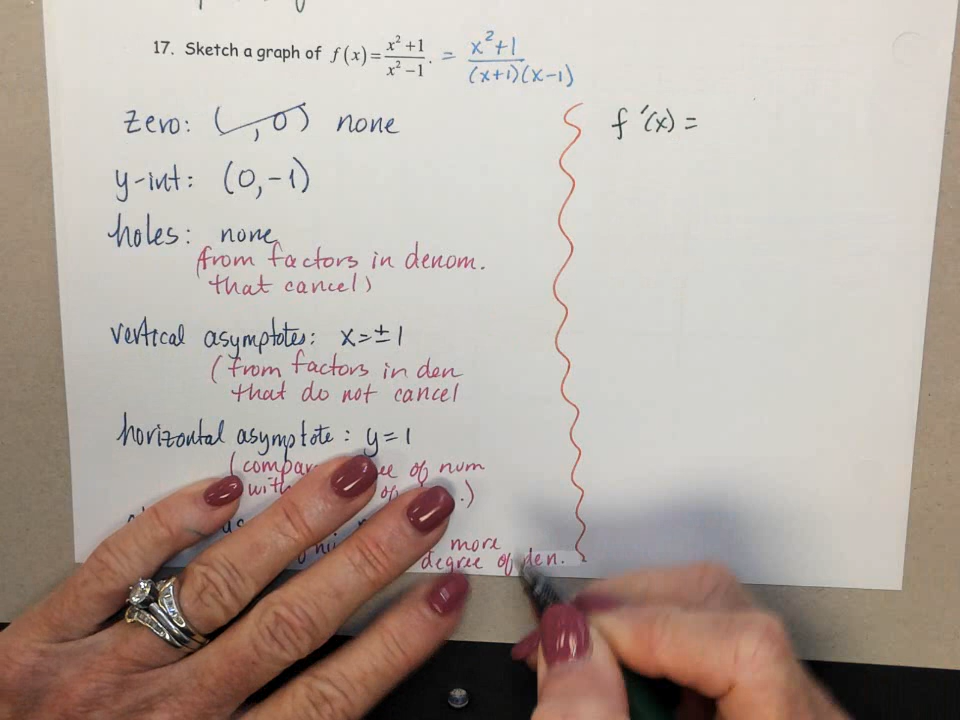 17. Sketch a graph of f(x) = (x² + 1)/(x² − 1). = (x²+1)/((x+1)(x−1))
zero: ( , 0) none
y-int: (0, -1)
holes: none
from factors in denom.
that cancel)
vertical asymptotes: x = ± 1
(from factors in den
that do not cancel
horizontal asymptote: y = 1
of num
.)
more
degree of den.
f '(x) =